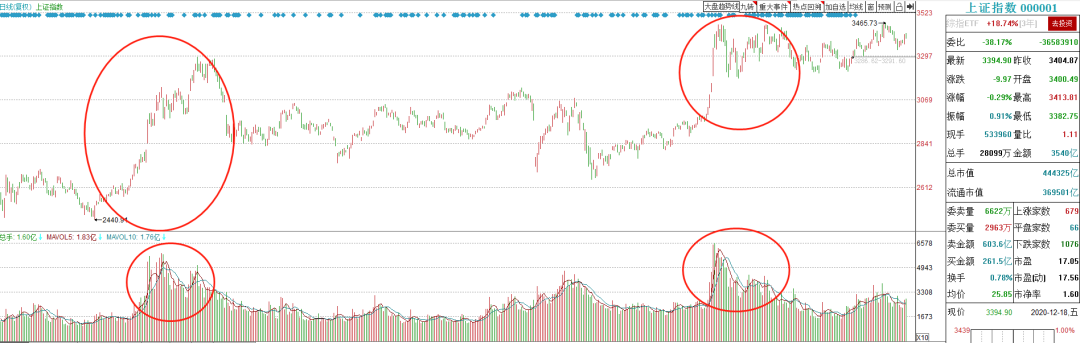 日线(复权) 上证指数
大盘趋势线 九转 重大事件 热点回溯 加自选 均线 窗 预测
3465.73→
←2440.91
3523
3297
3069
2841
2612
总手: 1.60亿↓ MAVOL5: 1.83亿↓ MAVOL10: 1.76亿↓
6578
4943
3308
1673
X10
上证指数 000001
综指ETF +18.74% 3年 去投资
委比 -38.17% -36503910
最新 3394.90 昨收 3404.87
涨跌 -9.97 开盘 3400.49
涨幅 -0.29% 最高 3413.81
振幅 0.91% 最低 3382.75
现手 533960 量比 1.11
总手 28099万 金额 3540亿
总市值 444325亿
流通市值 369501亿
委卖量 6622万 上涨家数 679
委买量 2963万 平盘家数 66
卖金额 603.6亿 下跌家数 1076
买金额 261.5亿 市盈 17.05
换手 0.78% 市盈(动) 17.56
均价 25.05 市净率 1.60
现价 3394.90 2020-12-18,五
3439 1.00%